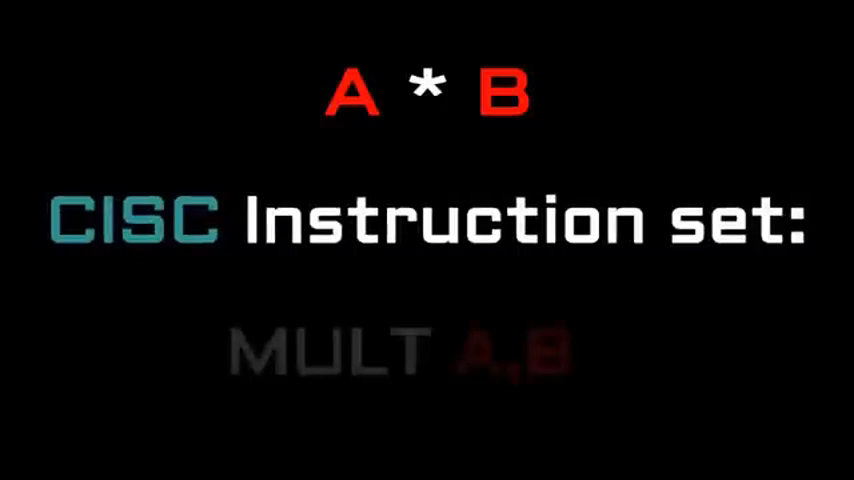 A * B
CISC Instruction set:
MULT A,B